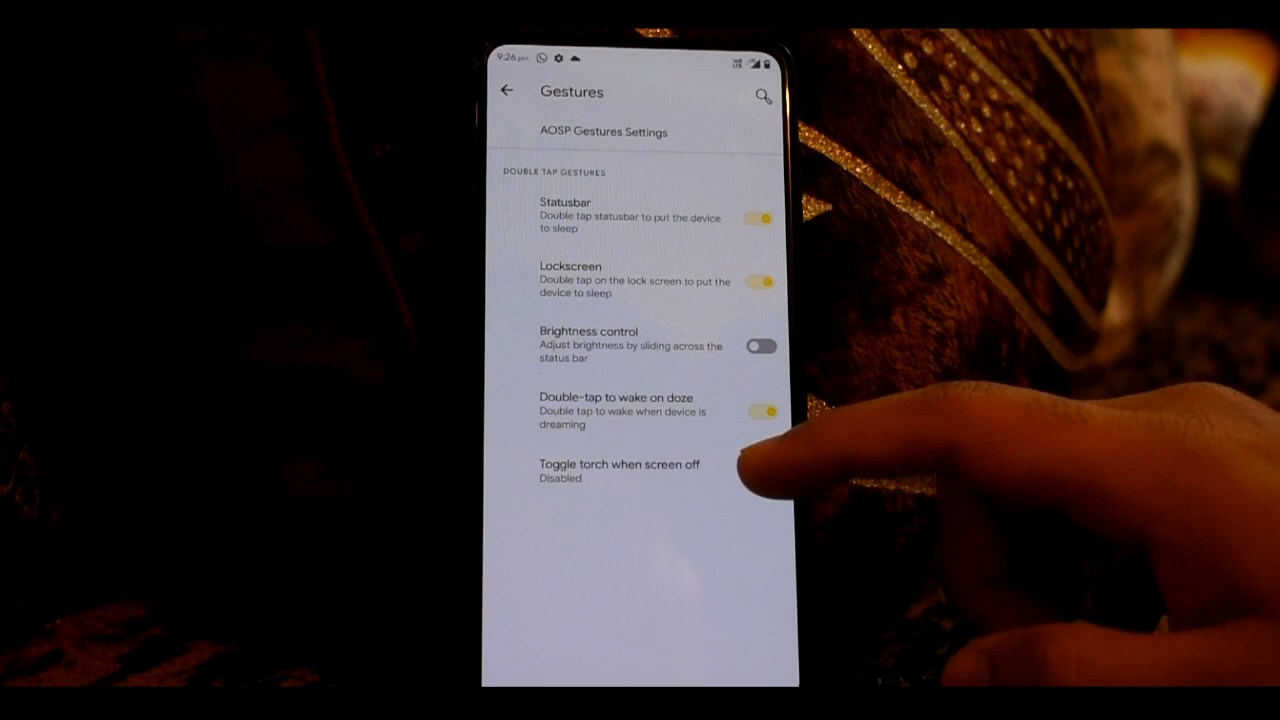 9:26 pm
Gestures
AOSP Gestures Settings
DOUBLE TAP GESTURES
Statusbar
Double tap statusbar to put the device
to sleep
Lockscreen
Double tap on the lock screen to put the
device to sleep
Brightness control
Adjust brightness by sliding across the
status bar
Double-tap to wake on doze
Double tap to wake when device is
dreaming
Toggle torch when screen off
Disabled